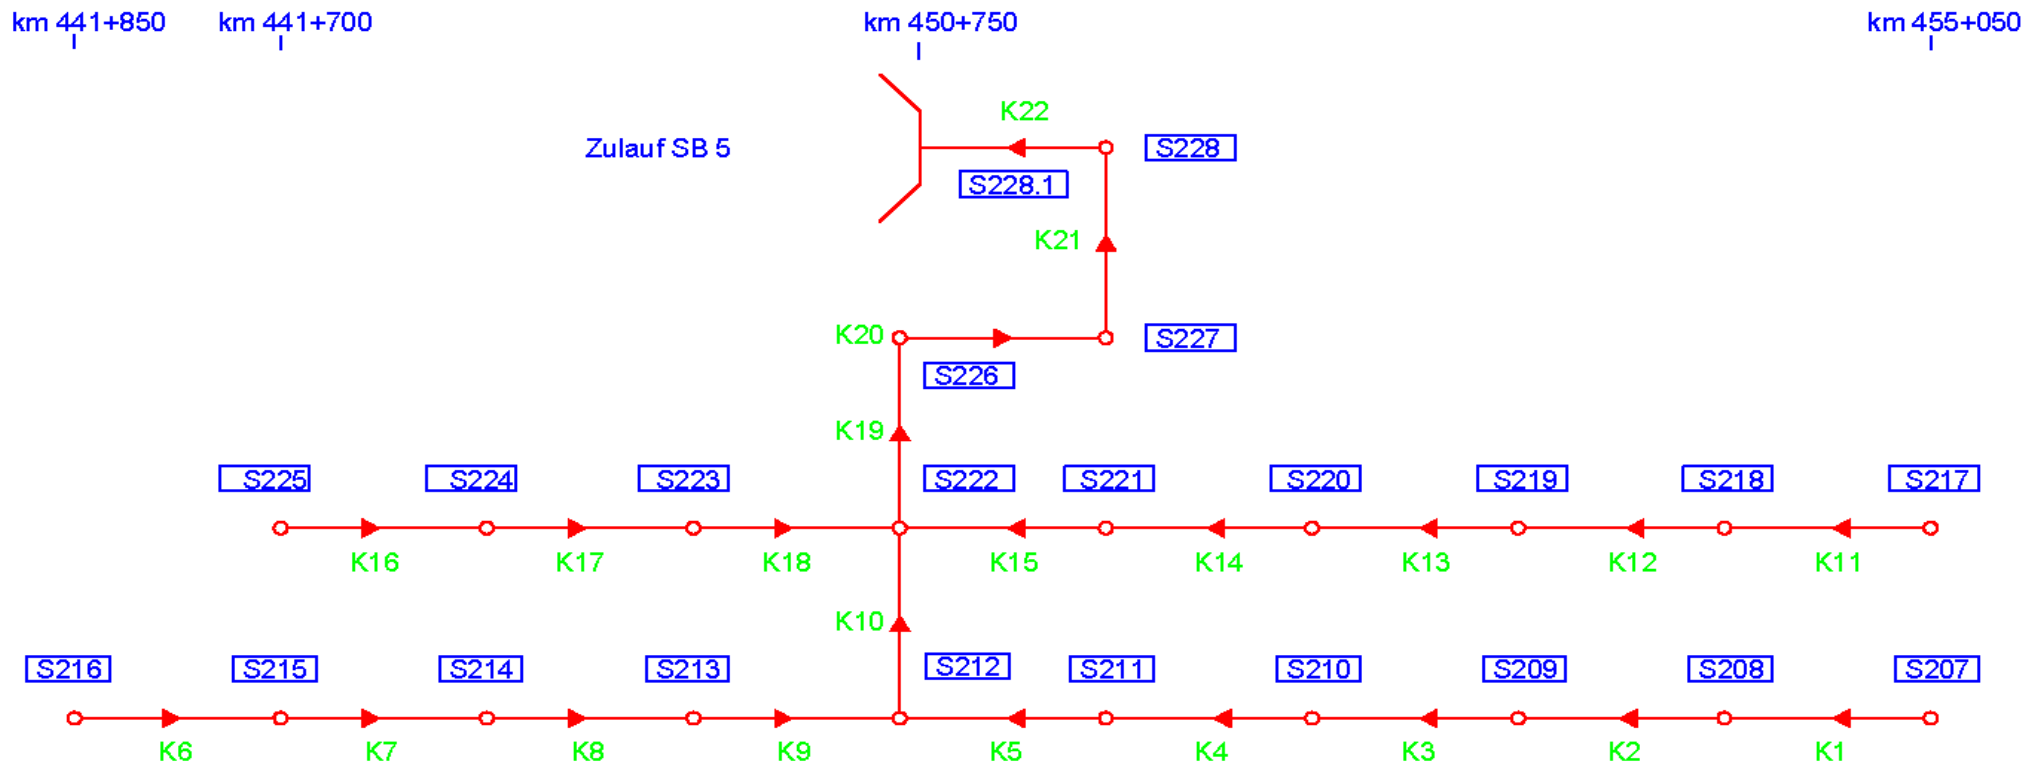 km 441+850 km 441+700 km 450+750 km 455+050
K22
Zulauf SB 5 S228
S228.1
K21
K20 S227
S226
K19
S225 S224 S223 S222 S221 S220 S219 S218 S217
K16 K17 K18 K15 K14 K13 K12 K11
K10
S216 S215 S214 S213 S212 S211 S210 S209 S208 S207
K6 K7 K8 K9 K5 K4 K3 K2 K1